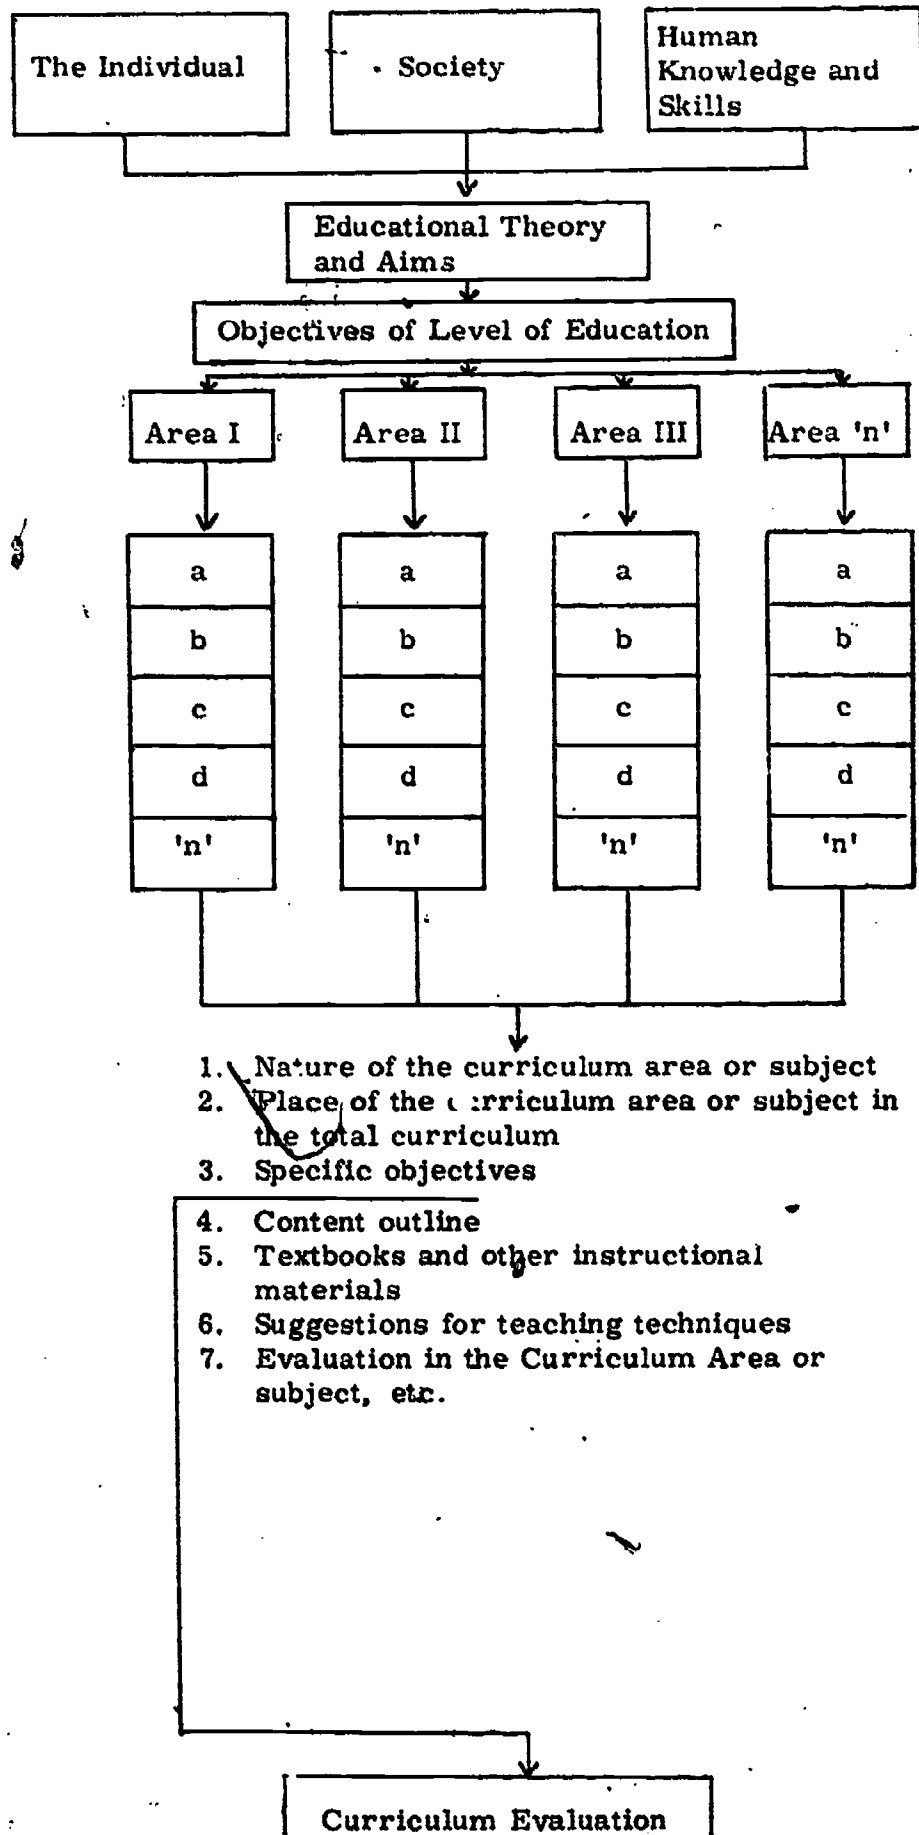 The Individual
Society
Human
Knowledge and
Skills
Educational Theory
and Aims
Objectives of Level of Education
Area I
Area II
Area III
Area 'n'
a
a
a
a
b
b
b
b
c
c
c
c
d
d
d
d
'n'
'n'
'n'
'n'
1. Nature of the curriculum area or subject
2. Place of the curriculum area or subject in
the total curriculum
3. Specific objectives
4. Content outline
5. Textbooks and other instructional
materials
6. Suggestions for teaching techniques
7. Evaluation in the Curriculum Area or
subject, etc.
Curriculum Evaluation